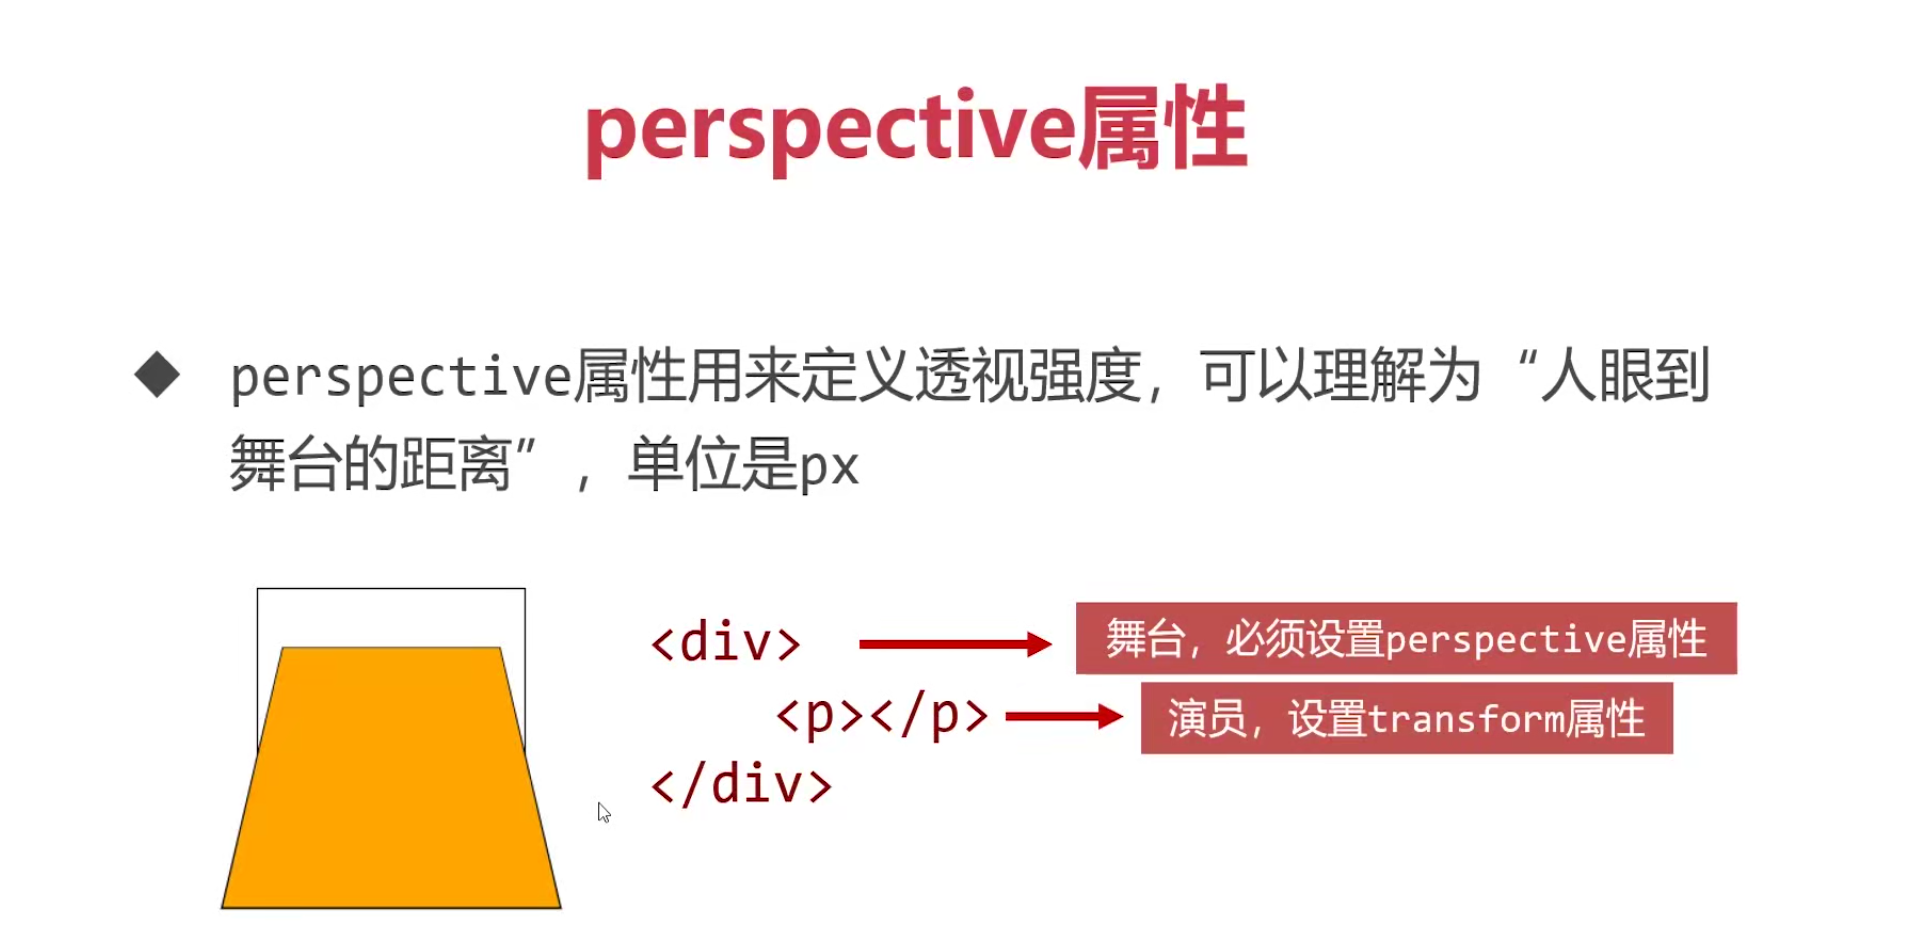 perspective属性
perspective属性用来定义透视强度，可以理解为“人眼到
舞台的距离”，单位是px
<div>
舞台，必须设置perspective属性
<p></p>
演员，设置transform属性
</div>